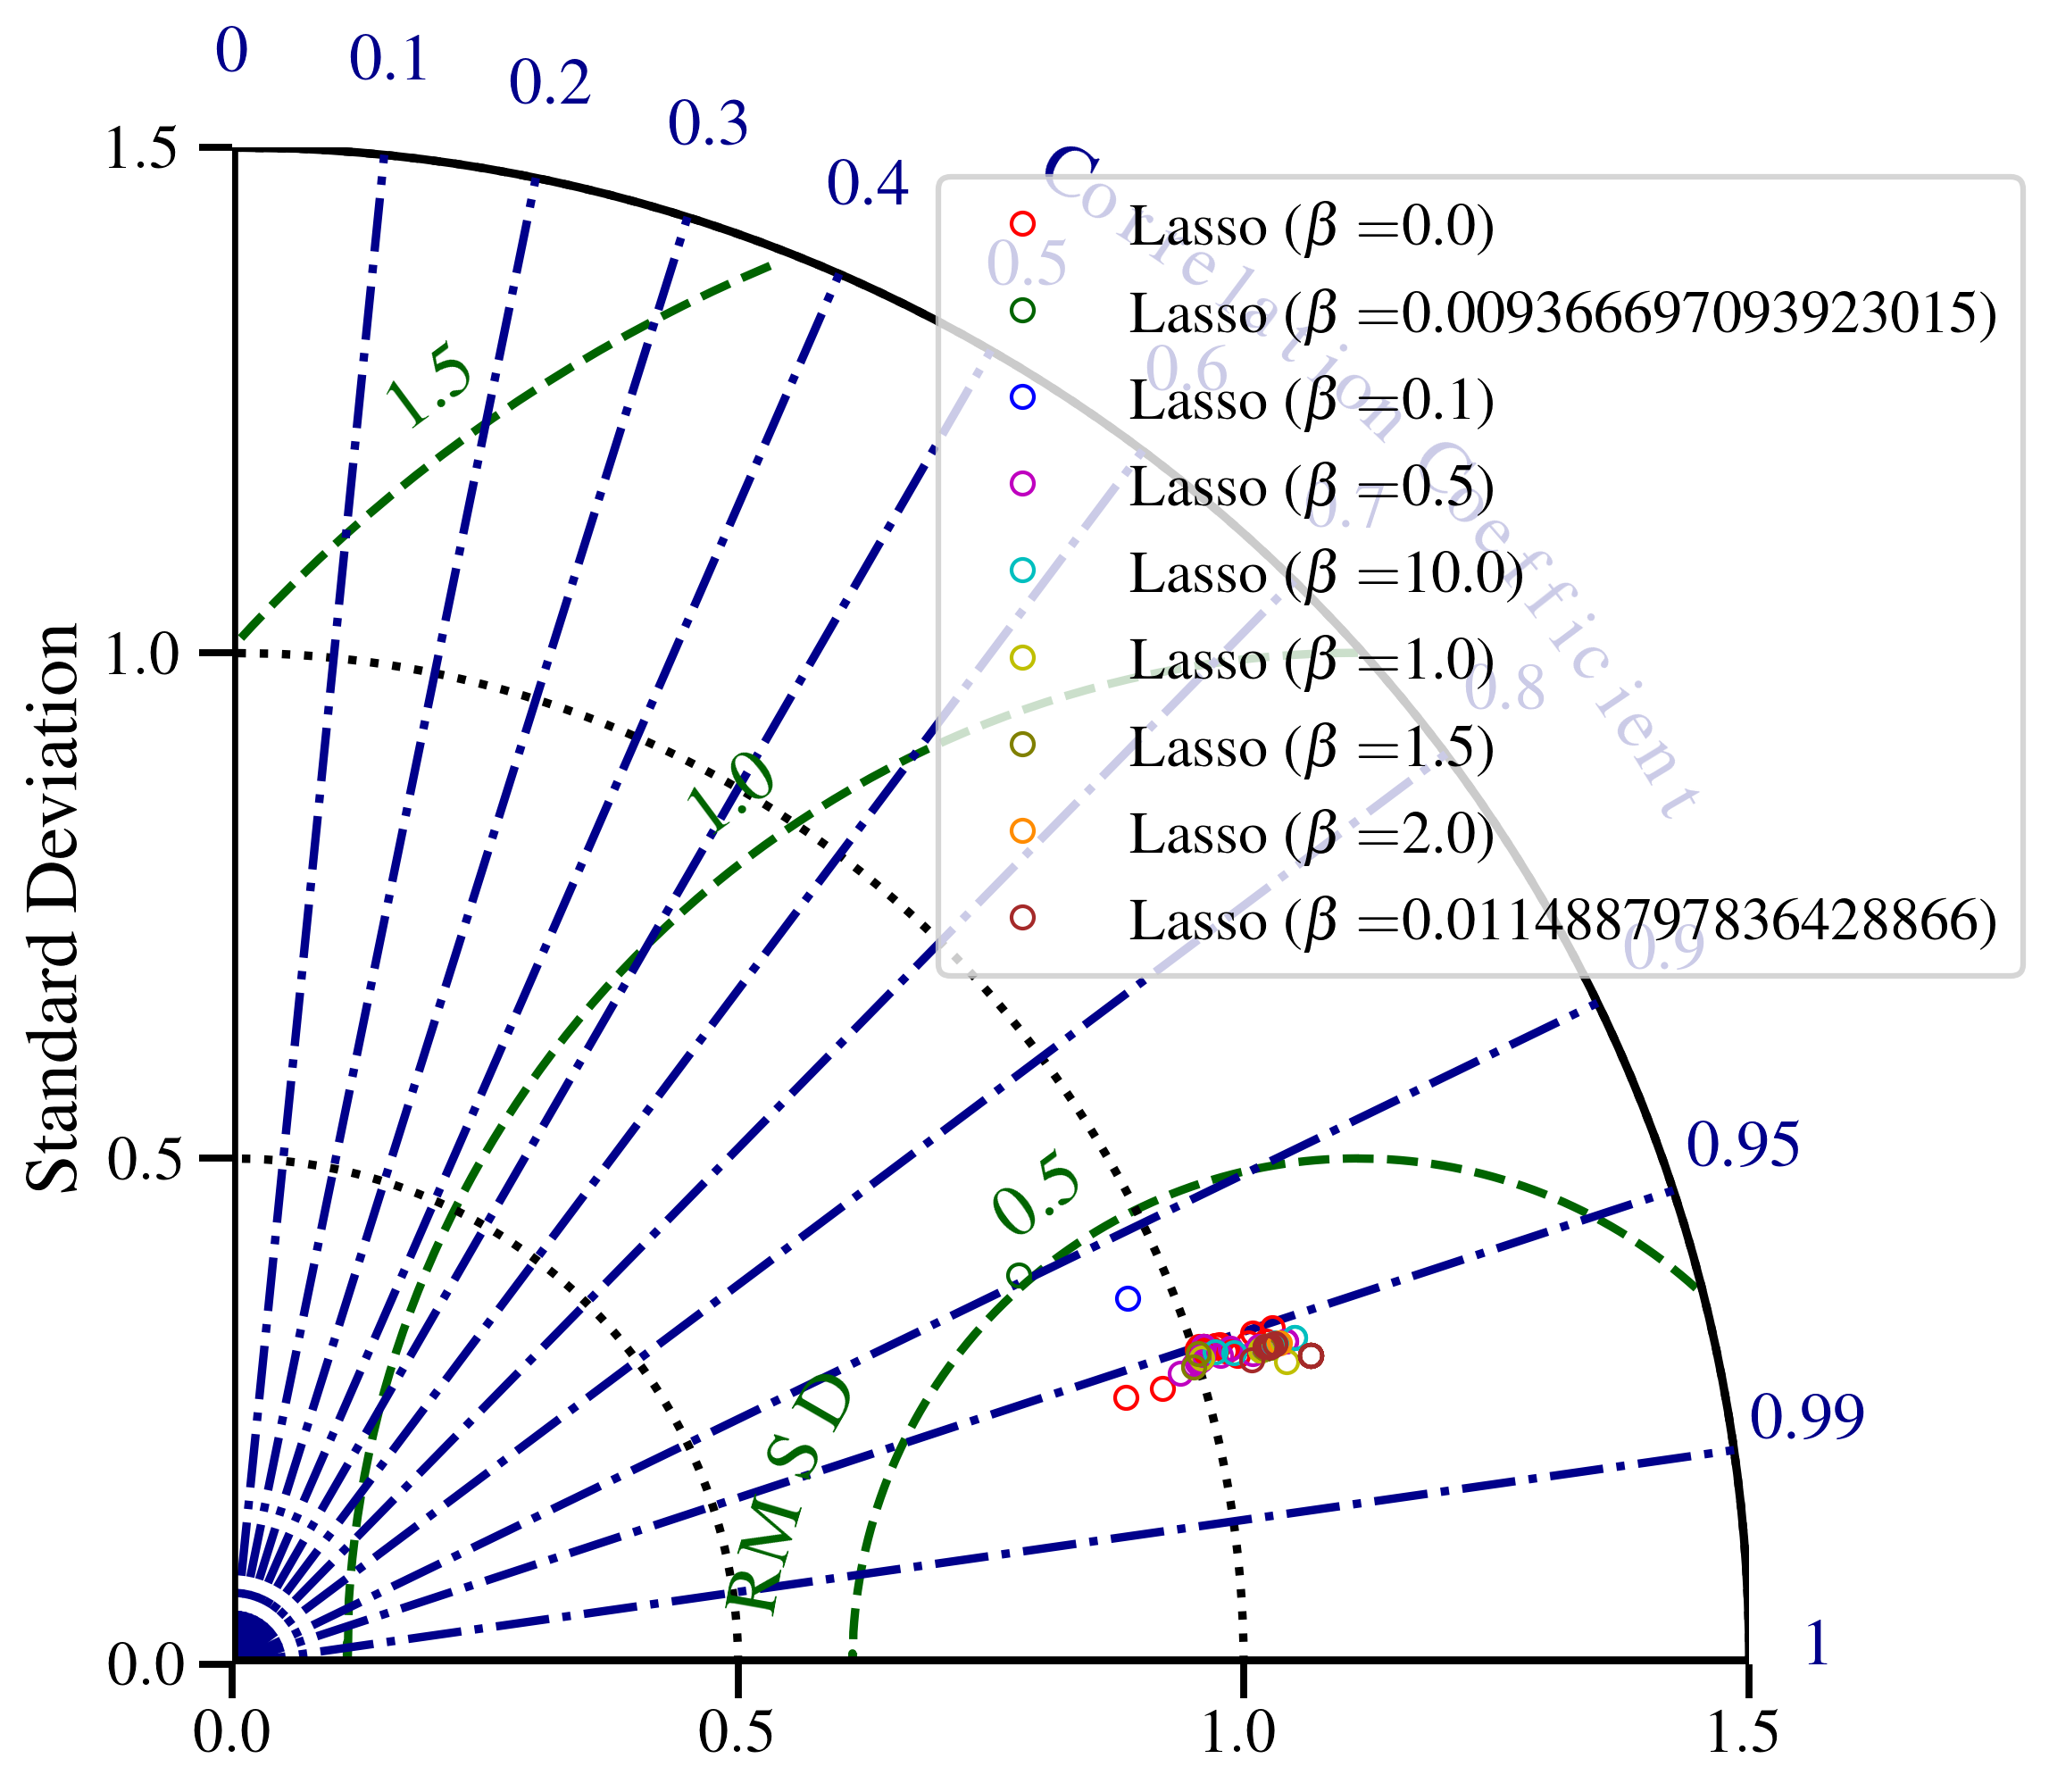 0
0.1
0.2
0.3
0.4
0.5
0.6
0.7
0.8
0.9
0.95
0.99
1
Correlation Coefficient
Lasso (β =0.0)
Lasso (β =0.009366697093923015)
Lasso (β =0.1)
Lasso (β =0.5)
Lasso (β =10.0)
Lasso (β =1.0)
Lasso (β =1.5)
Lasso (β =2.0)
Lasso (β =0.011488797836428866)
Standard Deviation
1.5
1.0
0.5
0.0
1.5
1.0
0.5
RMSD
0.0
0.5
1.0
1.5